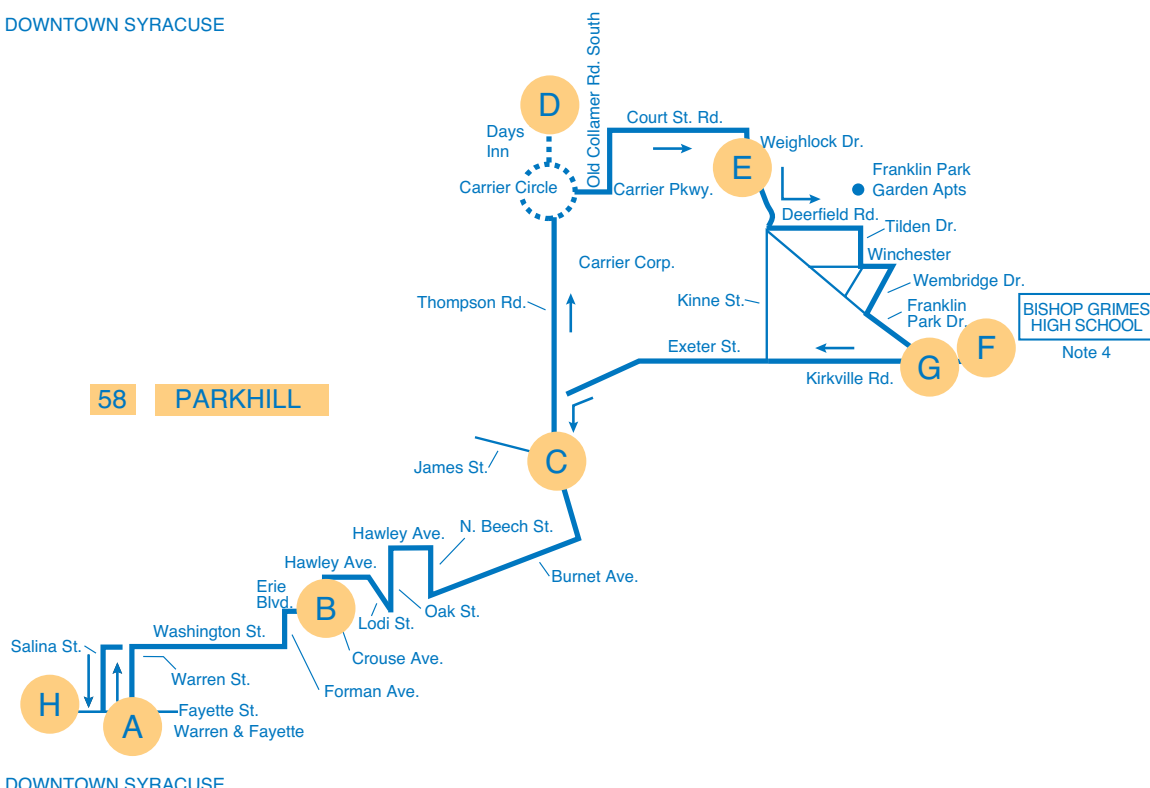 DOWNTOWN SYRACUSE
Old Collamer Rd. South
D
Court St. Rd.
Days
Inn
Weighlock Dr.
E
Franklin Park
Garden Apts
Carrier Circle
Carrier Pkwy.
Deerfield Rd.
Tilden Dr.
Winchester
Carrier Corp.
Wembridge Dr.
Thompson Rd.
Kinne St.
Franklin
Park Dr.
BISHOP GRIMES
HIGH SCHOOL
Note 4
F
Exeter St.
G
Kirkville Rd.
58 PARKHILL
C
James St.
N. Beech St.
Hawley Ave.
Hawley Ave.
Burnet Ave.
Erie
Blvd.
B
Oak St.
Lodi St.
Washington St.
Salina St.
Crouse Ave.
Warren St.
Forman Ave.
H
A
Fayette St.
Warren & Fayette
DOWNTOWN SYRACUSE